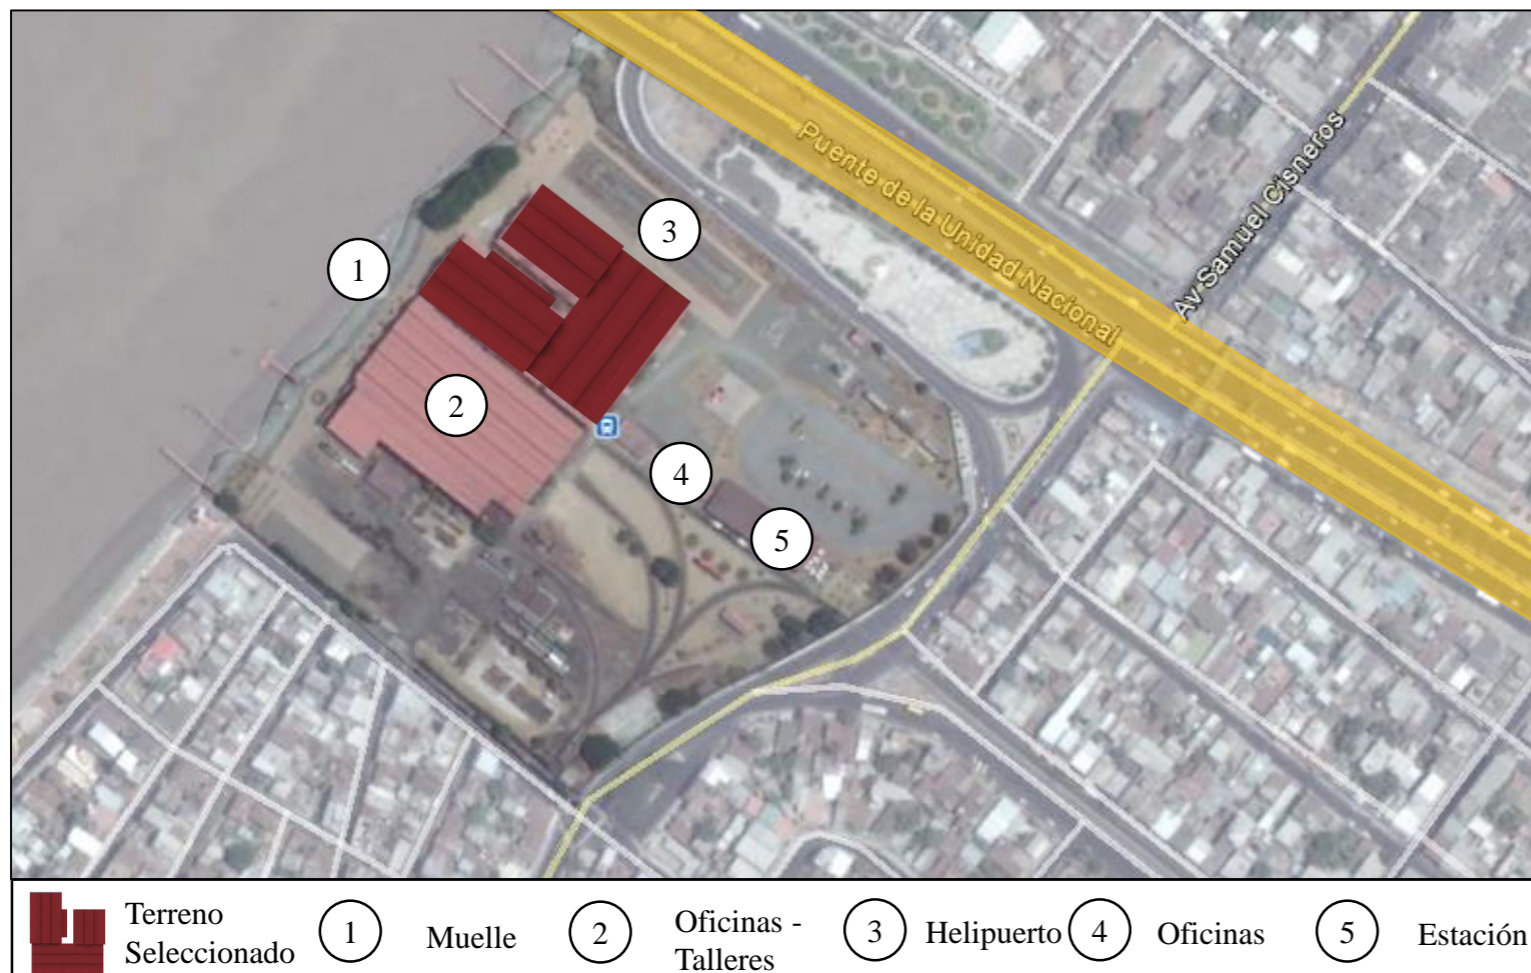 Puente de la Unidad Nacional
Av Samuel Cisneros
3
1
2
4
5
Terreno
Seleccionado
1
Muelle
2
Oficinas -
Talleres
3
Helipuerto
4
Oficinas
5
Estación